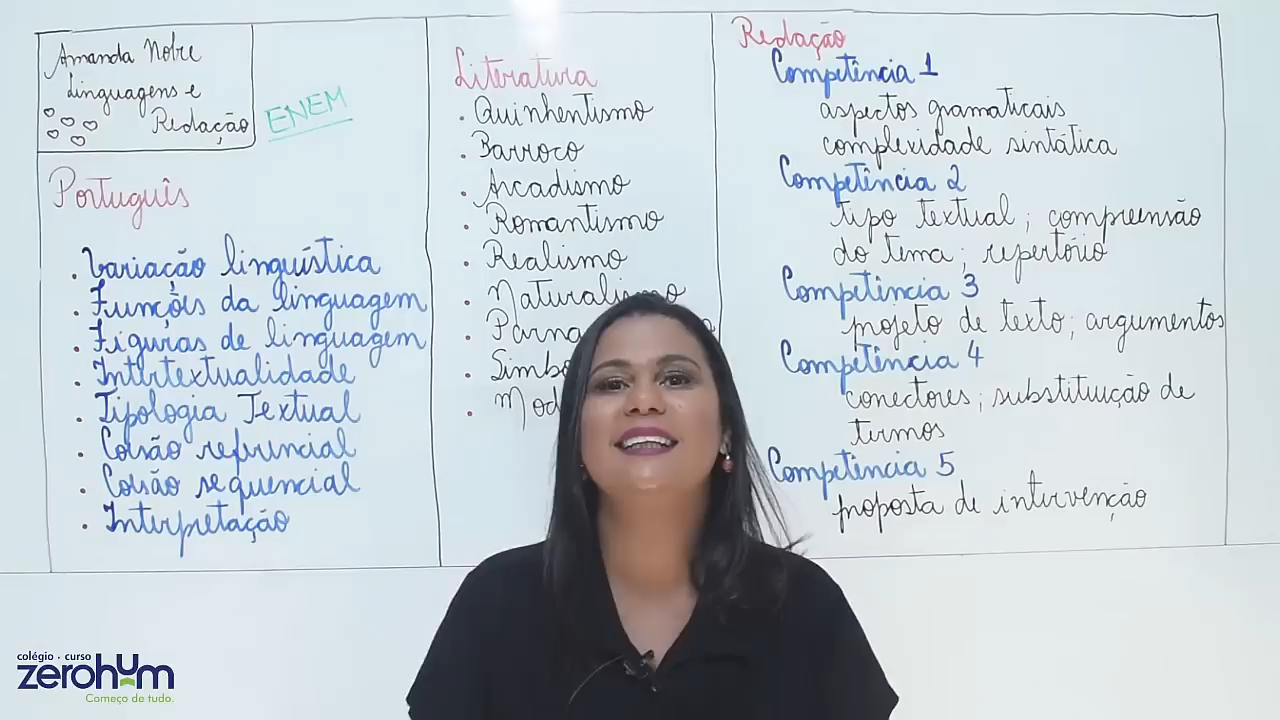 Amanda Nobre
Linguagens e
Redação
ENEM
Português
. Variação linguística
. Funções da linguagem
. Figuras de linguagem
. Intertextualidade
. Tipologia Textual
. Coesão referencial
. Coesão sequencial
. Interpretação
Literatura
. Quinhentismo
. Barroco
. Arcadismo
. Romantismo
. Realismo
. Naturalismo
Redação
Competência 1
aspectos gramaticais
complexidade sintática
Competência 2
tipo textual; compreensão
do tema; repertório
Competência 3
projeto de texto; argumentos
Competência 4
conectores; substituição de
termos
Competência 5
proposta de intervenção
colégio · curso
zerohum
Começo de tudo.